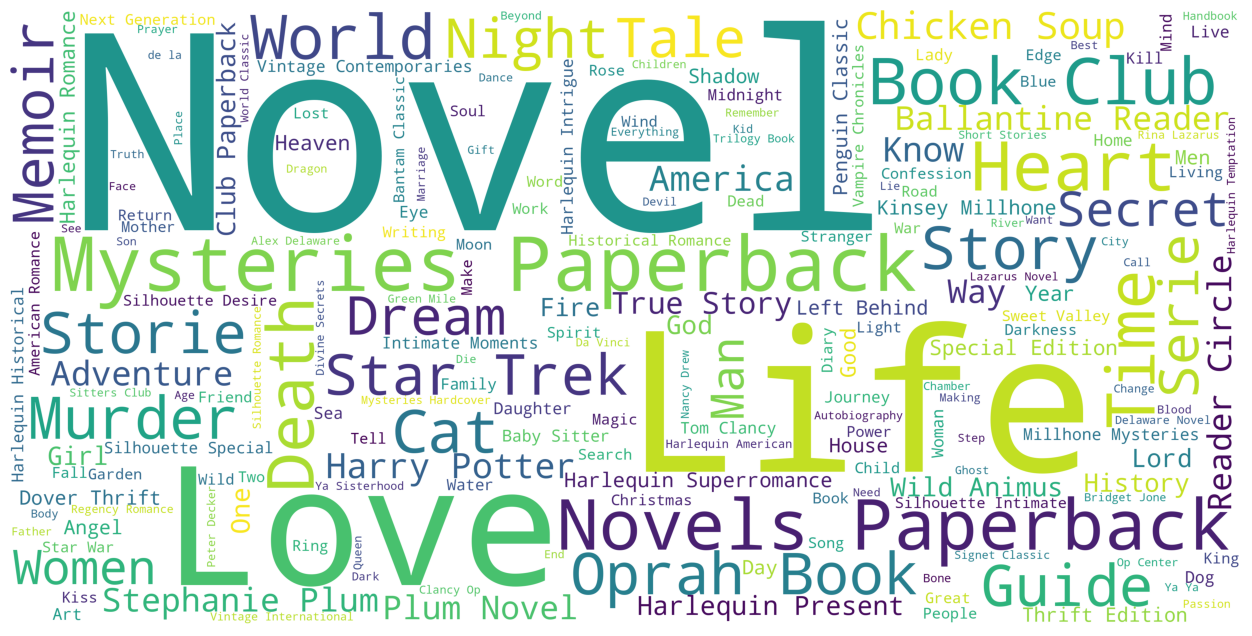 Next Generation
Prayer
de la
Place
Truth
Face
See
Son
Return
Mother
Memoir
Harlequin Romance
Novel
Club Paperback
World Classic
World
Night
Tale
Beyond
Vintage Contemporaries
Dance
Rose
Children
Shadow
Midnight
Lost
Heaven
Dragon
Soul
Gift
Bantam Classic
Marriage
Eye
Writing
Word
Work
Harlequin Intrigue
Wind
Everything
Remember
Kid
Trilogy Book
America
Devil
Dead
Penguin Classic
Vampire Chronicles
Chicken Soup
Lady
Edge
Best
Kill
Mind
Handbook
Live
Book Club
Blue
Ballantine Reader
Short Stories
Rina Lazarus
Home
Know
Confession
Lie
Road
Heart
Men
Living
Harlequin Temptation
Kinsey Millhone
War
River
Want
Secret
Mysteries Paperback
Alex Delaware
Moon
Make
Historical Romance
Stranger
Story
City
Call
Lazarus Novel
Way
Year
Time
Serie
Reader Circle
American Romance
Harlequin Historical
Silhouette Desire
Storie
Adventure
Sitters Club
Age
Friend
Silhouette Romance
Death
Divine Secrets
Green Mile
Dream
Intimate Moments
Fire
Spirit
Da Vinci
True Story
Left Behind
Light
God
Man
Nancy Drew
Diary
Good
Sweet Valley
Darkness
Special Edition
Star Trek
Die
Family
Mysteries Hardcover
Daughter
Sea
Magic
Life
Tom Clancy
Harlequin American
Journey
Autobiography
Power
House
Chamber
Making
Woman
Step
Change
Blood
Delaware Novel
Millhone Mysteries
Murder
Girl
Silhouette Special
Fall
Garden
Wild
Two
Tell
Cat
Baby Sitter
Search
Harry Potter
Ya Sisterhood
Water
Harlequin Superromance
Child
Ghost
Lord
Wild Animus
History
Dover Thrift
Body
Regency Romance
Father
Angel
Star War
Peter Decker
One
Love
Ring
Queen
Dark
End
Christmas
Book
Need
Silhouette Intimate
Bridget Jone
Novels Paperback
Song
Signet Classic
Op Center
King
Women
Kiss
Art
Stephanie Plum
Vintage International
Clancy Op
Plum Novel
Oprah Book
Day
Harlequin Present
Bone
Great
People
Guide
Thrift Edition
Dog
Ya Ya
Passion